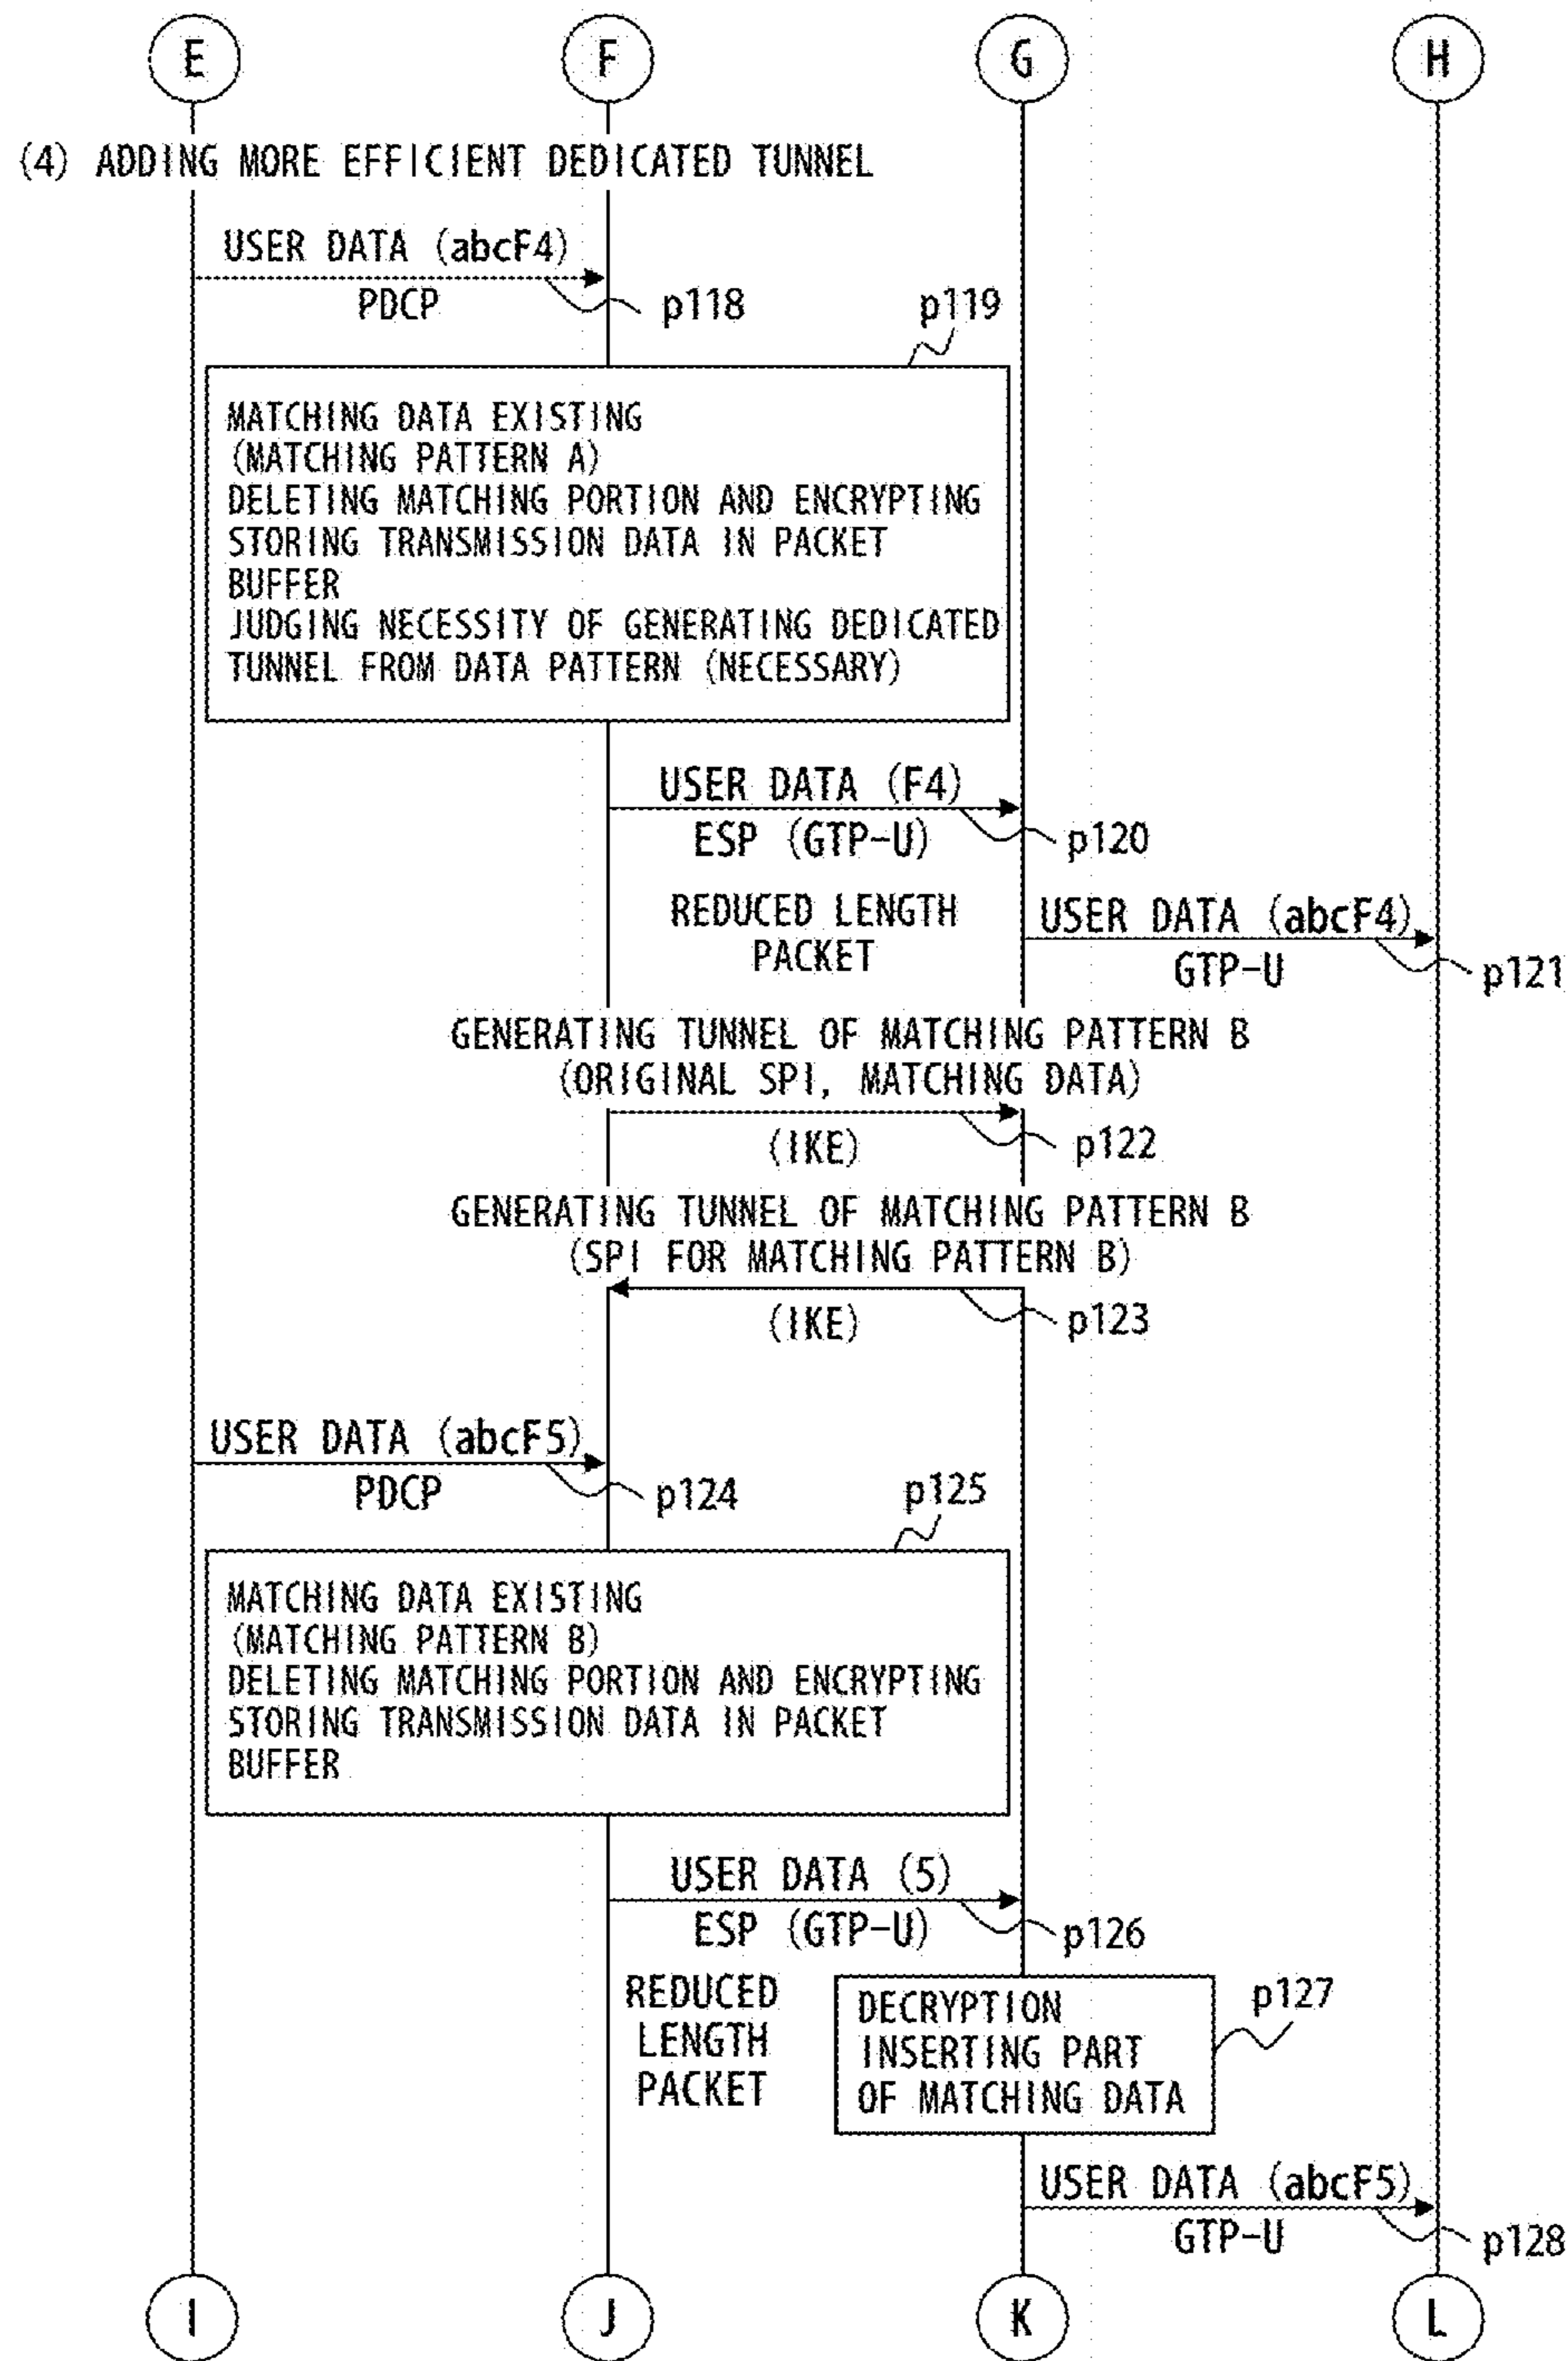 E F G H
(4) ADDING MORE EFFICIENT DEDICATED TUNNEL
USER DATA (abcF4)
PDCP
p118
p119
MATCHING DATA EXISTING
(MATCHING PATTERN A)
DELETING MATCHING PORTION AND ENCRYPTING
STORING TRANSMISSION DATA IN PACKET
BUFFER
JUDGING NECESSITY OF GENERATING DEDICATED
TUNNEL FROM DATA PATTERN (NECESSARY)
USER DATA (F4)
ESP (GTP-U)
p120
REDUCED LENGTH
PACKET
USER DATA (abcF4)
GTP-U
p121
GENERATING TUNNEL OF MATCHING PATTERN B
(ORIGINAL SPI, MATCHING DATA)
(IKE)
p122
GENERATING TUNNEL OF MATCHING PATTERN B
(SPI FOR MATCHING PATTERN B)
(IKE)
p123
USER DATA (abcF5)
PDCP
p124
p125
MATCHING DATA EXISTING
(MATCHING PATTERN B)
DELETING MATCHING PORTION AND ENCRYPTING
STORING TRANSMISSION DATA IN PACKET
BUFFER
USER DATA (5)
ESP (GTP-U)
p126
REDUCED
LENGTH
PACKET
DECRYPTION
INSERTING PART
OF MATCHING DATA
p127
USER DATA (abcF5)
GTP-U
p128
I J K L